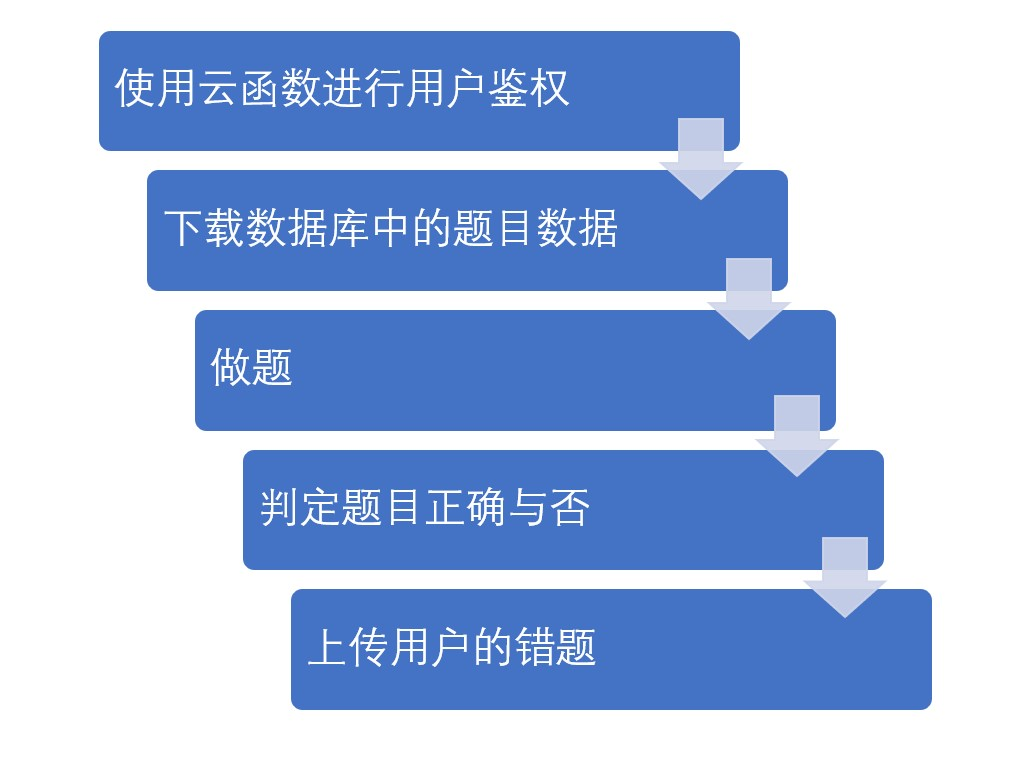 使用云函数进行用户鉴权
下载数据库中的题目数据
做题
判定题目正确与否
上传用户的错题